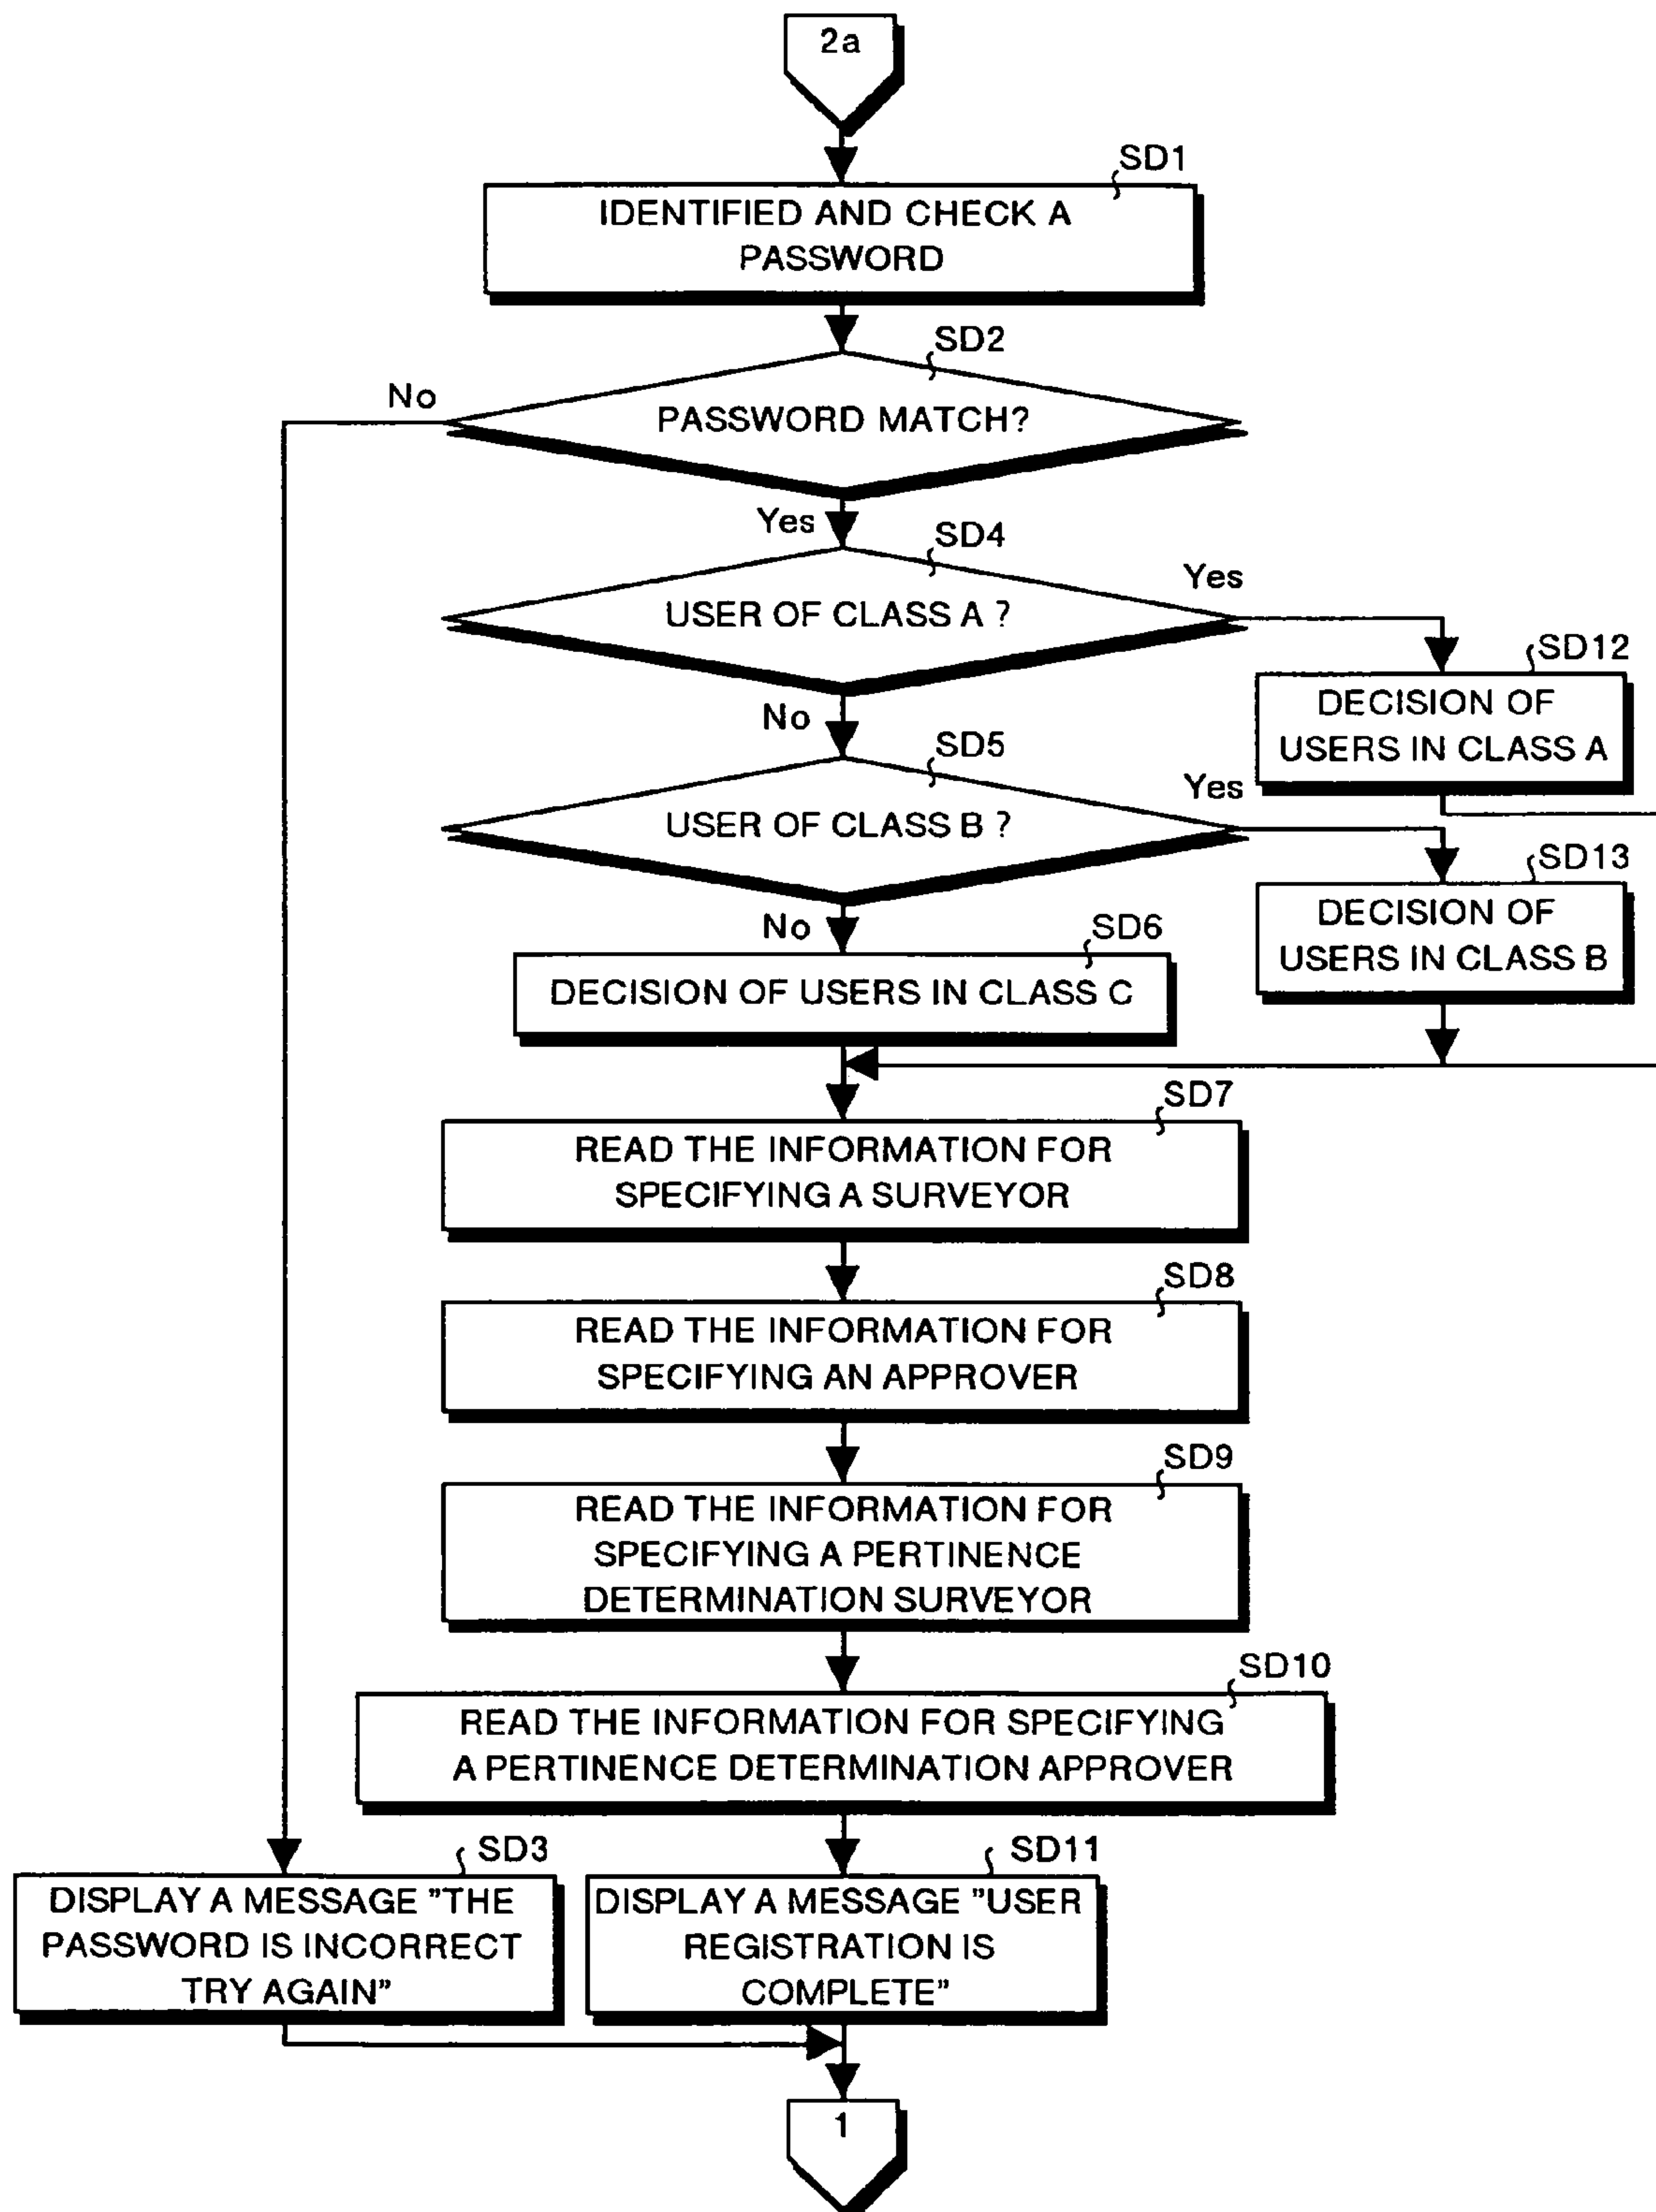 2a
SD1
IDENTIFIED AND CHECK A
PASSWORD
SD2
No
PASSWORD MATCH?
Yes
SD4
Yes
USER OF CLASS A ?
SD12
DECISION OF
USERS IN CLASS A
No
SD5
Yes
USER OF CLASS B ?
SD13
DECISION OF
USERS IN CLASS B
No
SD6
DECISION OF USERS IN CLASS C
SD7
READ THE INFORMATION FOR
SPECIFYING A SURVEYOR
SD8
READ THE INFORMATION FOR
SPECIFYING AN APPROVER
SD9
READ THE INFORMATION FOR
SPECIFYING A PERTINENCE
DETERMINATION SURVEYOR
SD10
READ THE INFORMATION FOR SPECIFYING
A PERTINENCE DETERMINATION APPROVER
SD3
DISPLAY A MESSAGE ”THE
PASSWORD IS INCORRECT
TRY AGAIN”
SD11
DISPLAY A MESSAGE ”USER
REGISTRATION IS
COMPLETE”
1